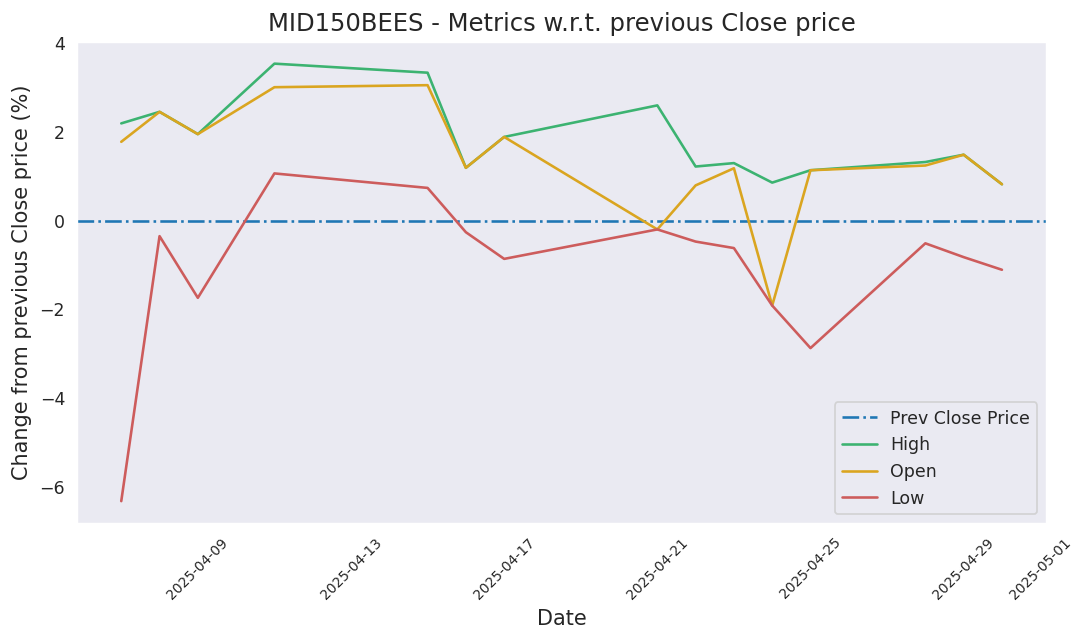 MID150BEES - Metrics w.r.t. previous Close price
Change from previous Close price (%)
4
2
0
−2
−4
−6
Prev Close Price
High
Open
Low
2025-04-09
2025-04-13
2025-04-17
2025-04-21
2025-04-25
2025-04-29
2025-05-01
Date